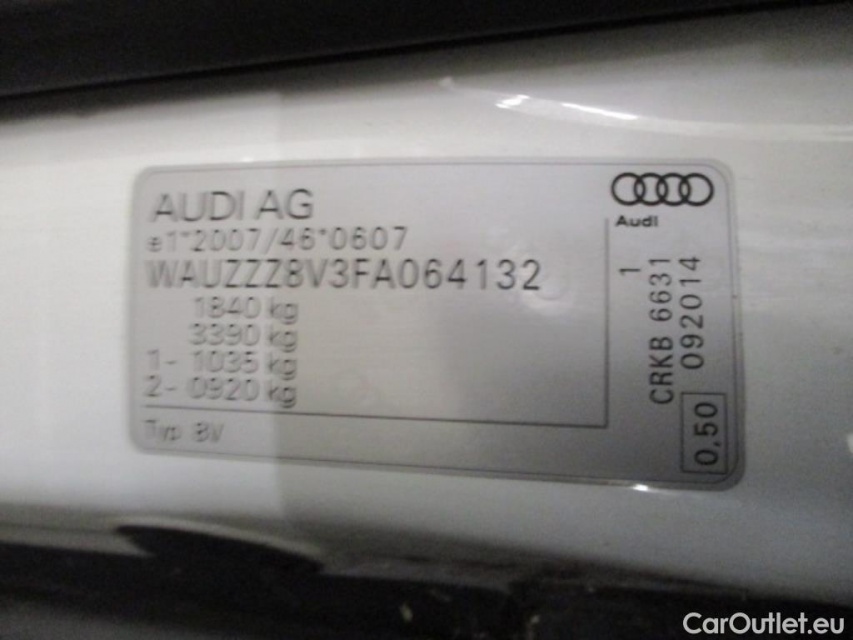 AUDI AG
e1*2007/46*0607
WAUZZZ8V3FA064132
1840 kg
3390 kg
1- 1035 kg
2- 0920 kg
Typ 8V
Audi
1
CRKB 6631
092014
0,50
CarOutlet.eu